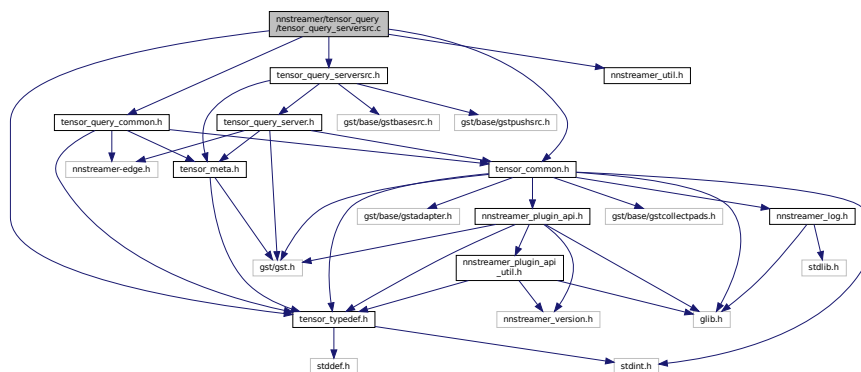 nnstreamer/tensor_query
/tensor_query_serversrc.c
tensor_query_serversrc.h
nnstreamer_util.h
tensor_query_common.h
tensor_query_server.h
gst/base/gstbasesrc.h
gst/base/gstpushsrc.h
nnstreamer-edge.h
tensor_meta.h
tensor_common.h
gst/base/gstadapter.h
nnstreamer_plugin_api.h
gst/base/gstcollectpads.h
nnstreamer_log.h
gst/gst.h
nnstreamer_plugin_api
_util.h
stdlib.h
tensor_typedef.h
nnstreamer_version.h
glib.h
stddef.h
stdint.h